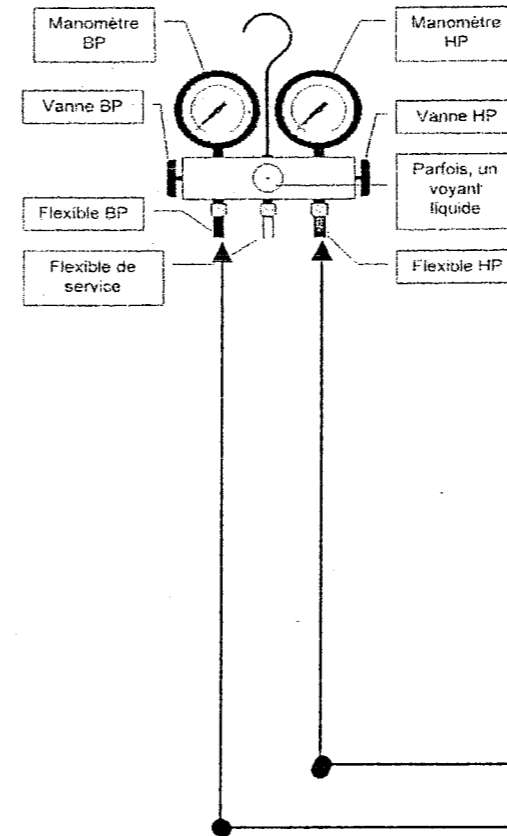 Manomètre
BP
Manomètre
HP
Vanne BP
Vanne HP
Parfois, un
voyant
liquide
Flexible BP
Flexible de
service
Flexible HP